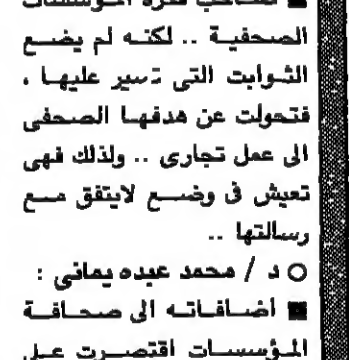 الصحفية .. لكنه لم يضع
الثوابت التى تسير عليها ،
فتحولت عن هدفها الصحفى
الى عمل تجارى .. ولذلك فهى
تعيش فى وضع لايتفق مع
رسالتها ..
○ د / محمد عبده يمانى :
■ أضافاته الى صحافة
المؤسسات اقتصرت على